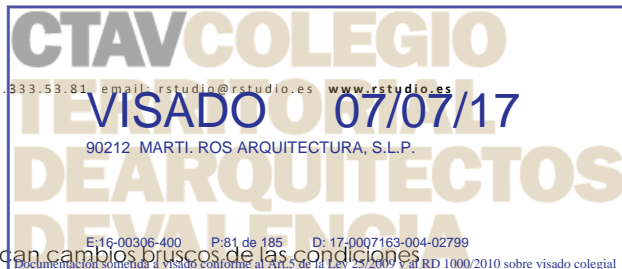 CTAVCOLEGIO
.333.53.81 email: rstudio@rstudio.es www.rstudio.es
TERRITORIAL
VISADO 07/07/17
90212 MARTI. ROS ARQUITECTURA, S.L.P.
DEARQUITECTOS
DEVALENCIA
E:16-00306-400 P:81 de 185 D: 17-0007163-004-02799
can cambios bruscos de las condiciones
Documentación sometida a visado conforme al Art.5 de la Ley 25/2009 y al RD 1000/2010 sobre visado colegial